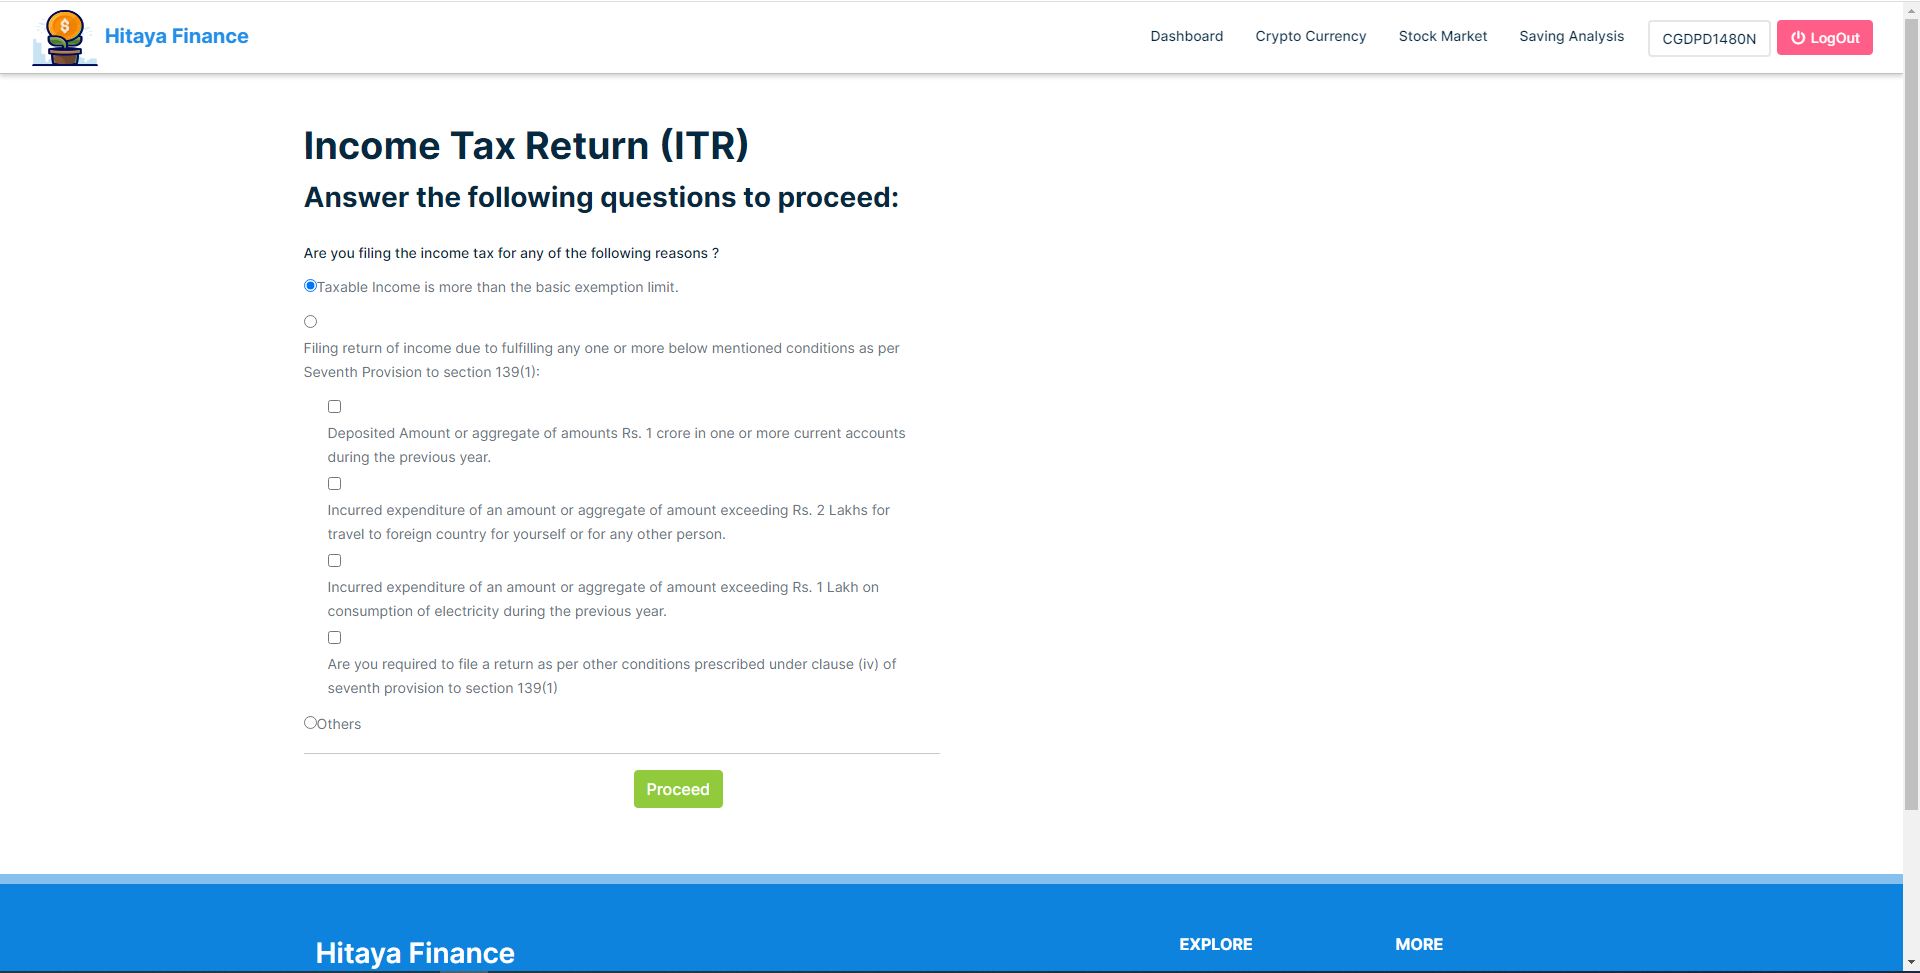 Hitaya Finance
Dashboard
Crypto Currency
Stock Market
Saving Analysis
CGDPD1480N
LogOut
Income Tax Return (ITR)
Answer the following questions to proceed:
Are you filing the income tax for any of the following reasons ?
Taxable Income is more than the basic exemption limit.
Filing return of income due to fulfilling any one or more below mentioned conditions as per
Seventh Provision to section 139(1):
Deposited Amount or aggregate of amounts Rs. 1 crore in one or more current accounts
during the previous year.
Incurred expenditure of an amount or aggregate of amount exceeding Rs. 2 Lakhs for
travel to foreign country for yourself or for any other person.
Incurred expenditure of an amount or aggregate of amount exceeding Rs. 1 Lakh on
consumption of electricity during the previous year.
Are you required to file a return as per other conditions prescribed under clause (iv) of
seventh provision to section 139(1)
Others
Proceed
Hitaya Finance
EXPLORE
MORE